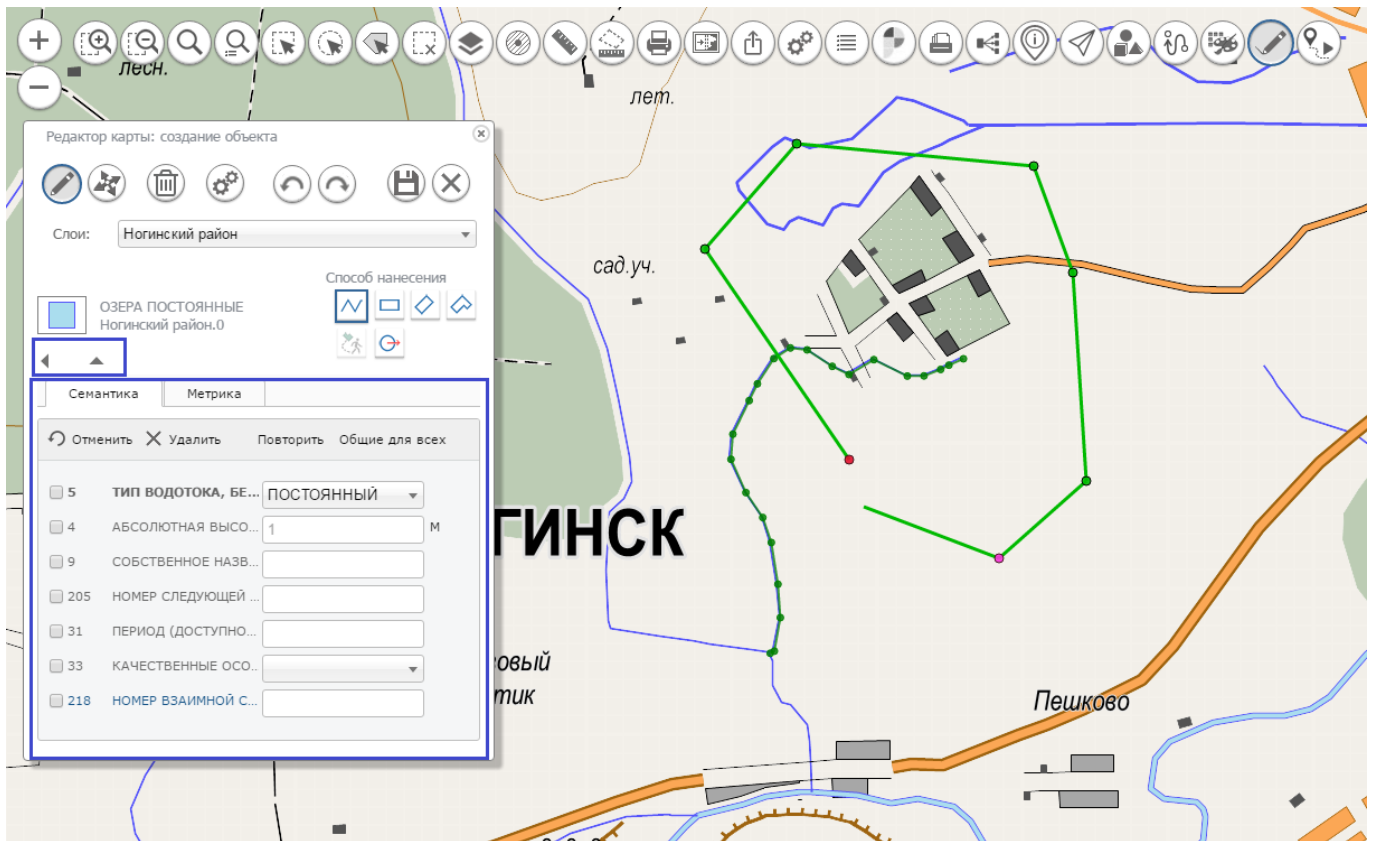 лесн.
лет.
Редактор карты: создание объекта
Слои:
Ногинский район
сад.уч.
Способ нанесения
ОЗЕРА ПОСТОЯННЫЕ
Ногинский район.0
Семантика
Метрика
Отменить Удалить Повторить Общие для всех
5 ТИП ВОДОТОКА, БЕ... ПОСТОЯННЫЙ
4 АБСОЛЮТНАЯ ВЫСО... 1 М
9 СОБСТВЕННОЕ НАЗВ...
ГИНСК
205 НОМЕР СЛЕДУЮЩЕЙ ...
31 ПЕРИОД (ДОСТУПНО...
33 КАЧЕСТВЕННЫЕ ОСО..
овый
218 НОМЕР ВЗАИМНОЙ С...
тик
Пешково